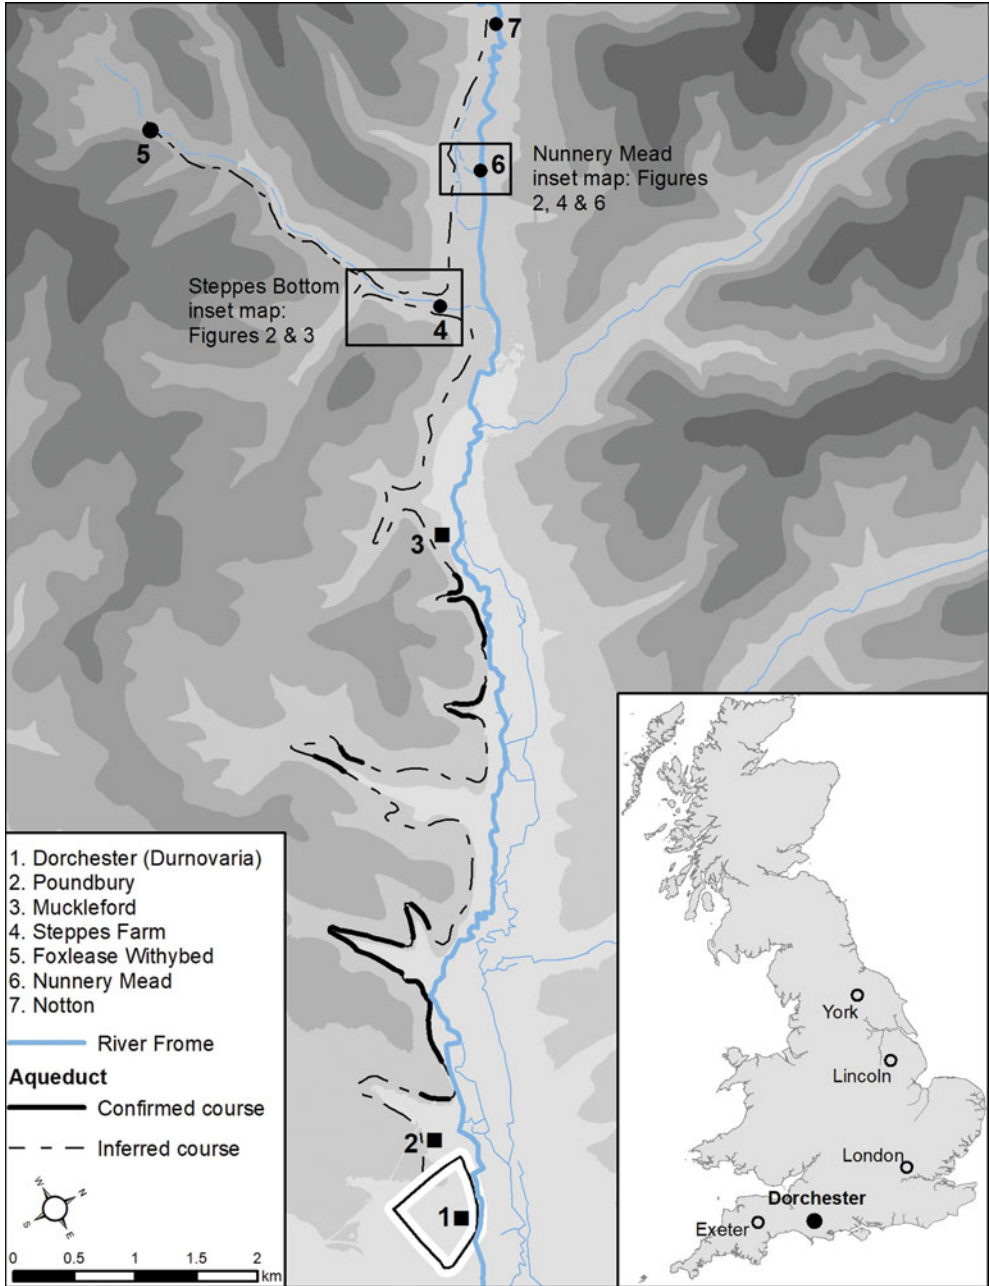 7
5
6
Nunnery Mead
inset map: Figures
2, 4 & 6
Steppes Bottom
inset map:
Figures 2 & 3
4
3
1. Dorchester (Durnovaria)
2. Poundbury
3. Muckleford
4. Steppes Farm
5. Foxlease Withybed
6. Nunnery Mead
7. Notton
River Frome
Aqueduct
Confirmed course
Inferred course
W
N
S
E
0 0.5 1 1.5 2
km
2
1
York
Lincoln
London
Dorchester
Exeter